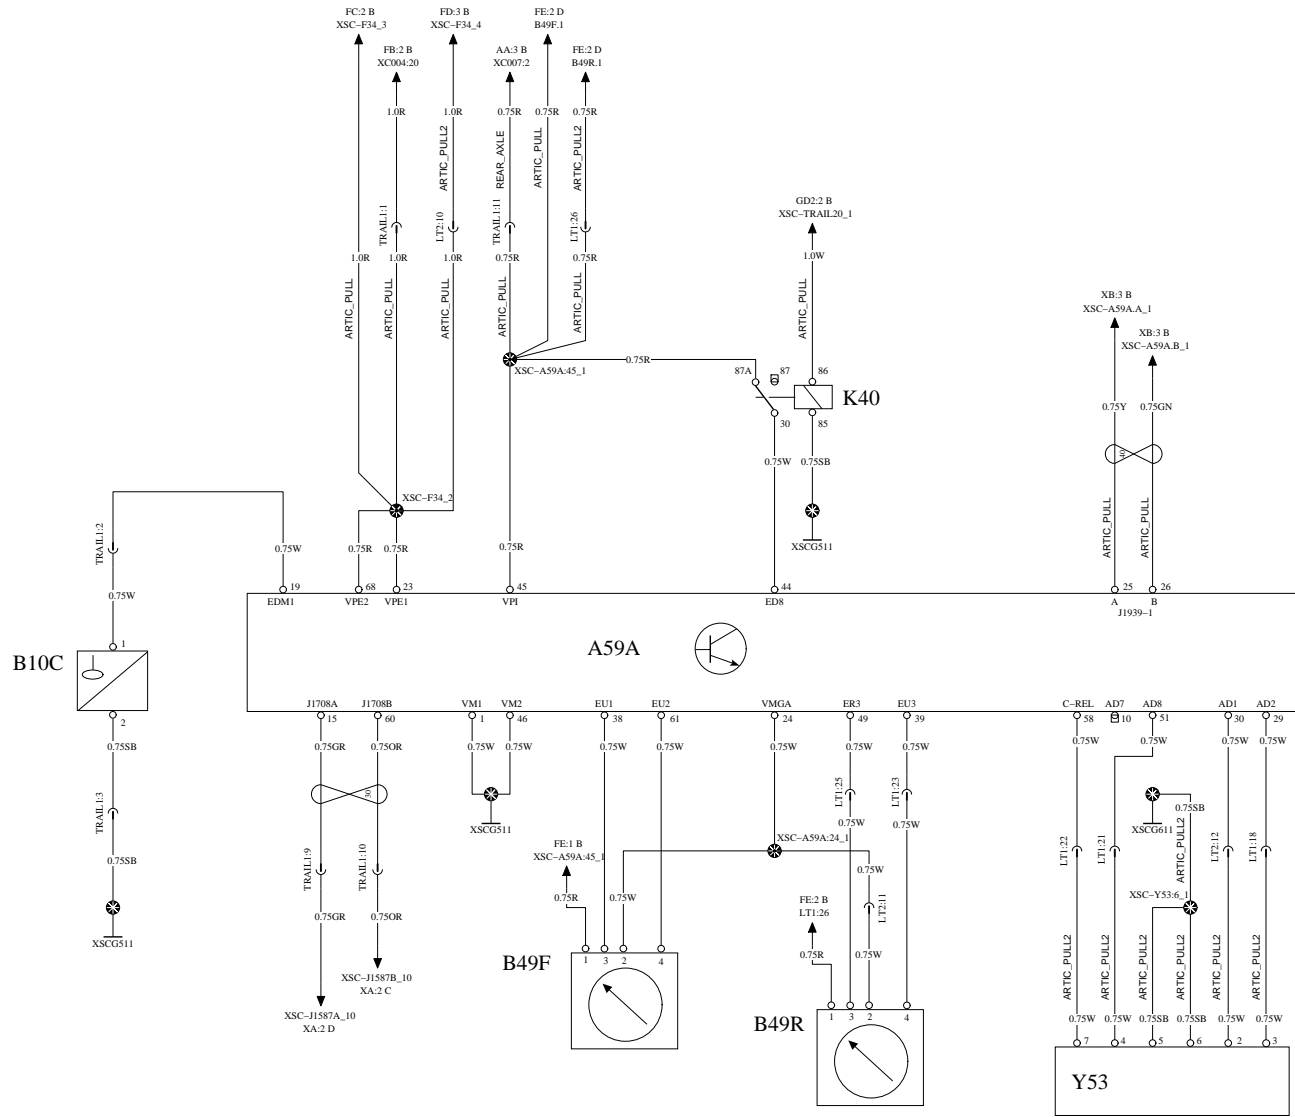 FC:2 B
XSC–F34_3
FD:3 B
XSC–F34_4
FE:2 D
B49F.1
FB:2 B
XC004:20
AA:3 B
XC007:2
FE:2 D
B49R.1
1.0R
1.0R
0.75R
0.75R
0.75R
ARTIC_PULL2
REAR_AXLE
ARTIC_PULL
ARTIC_PULL2
GD2:2 B
XSC–TRAIL20_1
TRAIL1:1
LT2:10
TRAIL1:11
LT1:26
1.0R
1.0R
1.0R
0.75R
0.75R
1.0W
ARTIC_PULL
ARTIC_PULL
ARTIC_PULL
ARTIC_PULL
ARTIC_PULL
XB:3 B
XSC–A59A.A_1
XB:3 B
XSC–A59A.B_1
0.75R
XSC–A59A:45_1
87A
87
86
K40
30
85
0.75Y
0.75GN
0.75W
0.75SB
40
XSC–F34_2
XSCG511
ARTIC_PULL
ARTIC_PULL
TRAIL1:2
0.75W
0.75R
0.75R
0.75R
0.75W
19
68
23
45
44
25
26
EDM1
VPE2
VPE1
VPI
ED8
A
B
J1939–1
1
B10C
A59A
2
J1708A
J1708B
VM1
VM2
EU1
EU2
VMGA
ER3
EU3
C–REL
AD7
AD8
AD1
AD2
15
60
1
46
38
61
24
49
39
58
10
51
30
29
0.75SB
0.75GR
0.75OR
0.75W
0.75W
0.75W
0.75W
0.75W
0.75W
0.75W
0.75W
0.75W
0.75W
0.75W
TRAIL1:3
30
LT1:25
LT1:23
0.75SB
XSCG511
0.75W
0.75W
XSCG611
ARTIC_PULL2
XSC–A59A:24_1
FE:1 B
XSC–A59A:45_1
0.75SB
TRAIL1:9
TRAIL1:10
LT1:22
LT1:21
LT2:12
LT1:18
0.75W
0.75R
0.75W
XSC–Y53:6_1
FE:2 B
LT1:26
LT2:11
0.75GR
0.75OR
XSCG511
0.75R
0.75W
B49F
1
3
2
4
ARTIC_PULL2
ARTIC_PULL2
ARTIC_PULL2
ARTIC_PULL2
ARTIC_PULL2
ARTIC_PULL2
XSC–J1587B_10
XA:2 C
XSC–J1587A_10
XA:2 D
B49R
1
3
2
4
0.75W
0.75W
0.75SB
0.75SB
0.75W
0.75W
7
4
5
6
2
3
Y53